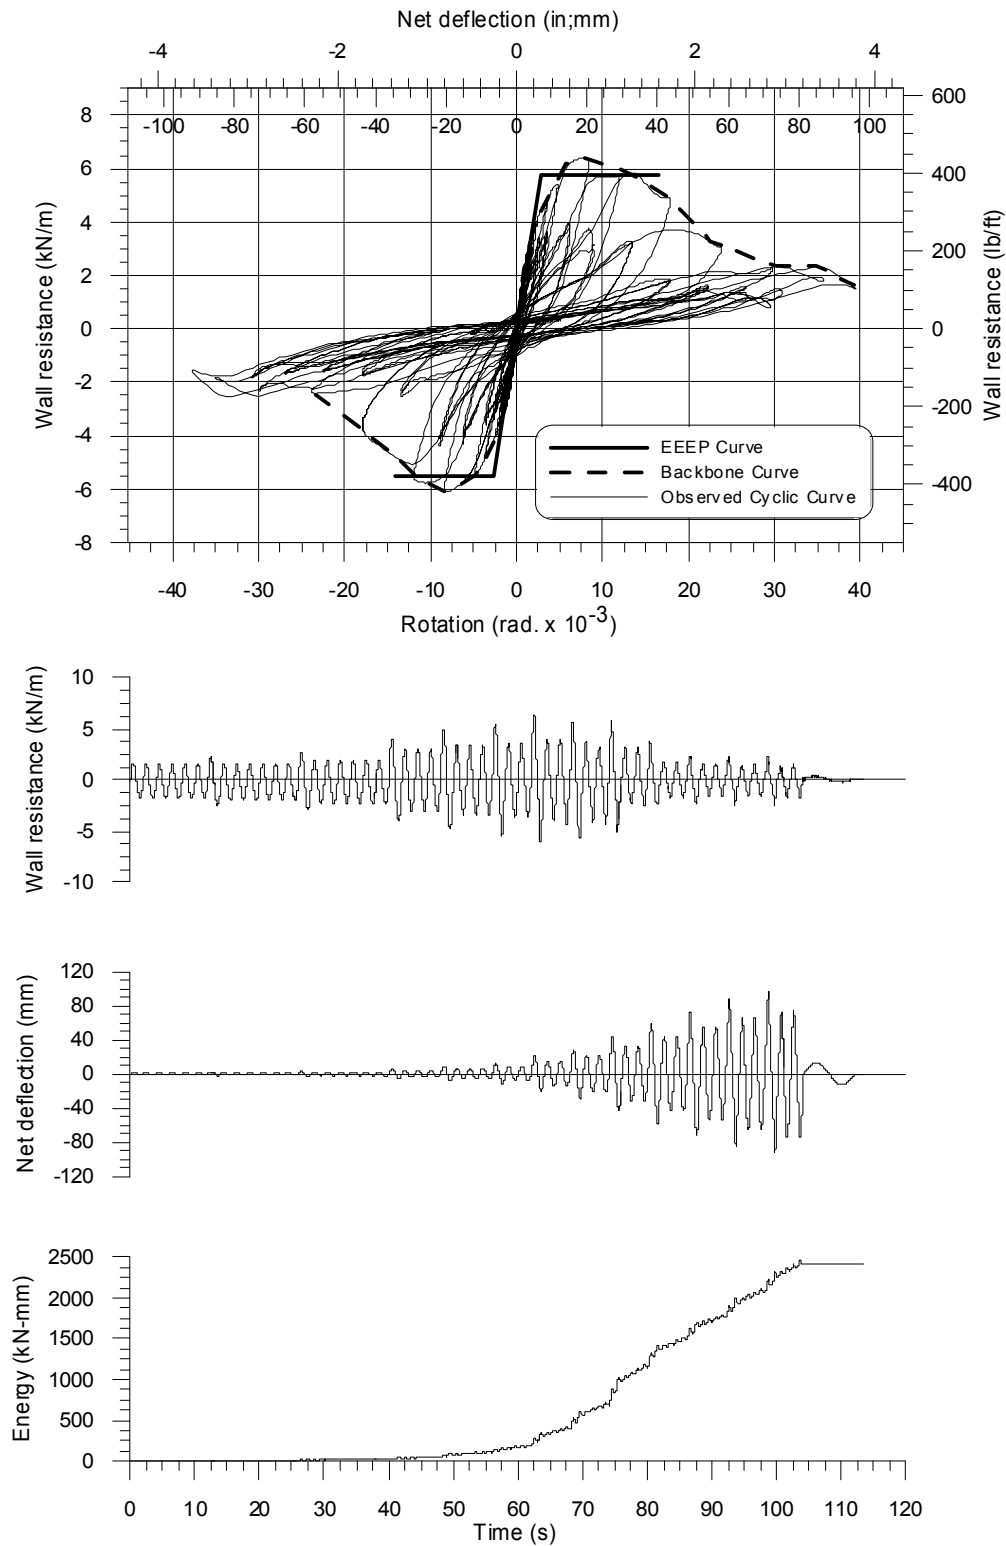 Net deflection (in;mm)
-4 -2 0 2 4
8 600
-100 -80 -60 -40 -20 0 20 40 60 80 100
6 400
4
2 200
0 0
-2
-4 -200
-6 -400
-8
Wall resistance (kN/m)
Wall resistance (lb/ft)
EEEP Curve
Backbone Curve
Observed Cyclic Curve
-40 -30 -20 -10 0 10 20 30 40
Rotation (rad. x 10-3)
Wall resistance (kN/m)
10
5
0
-5
-10
Net deflection (mm)
120
80
40
0
-40
-80
-120
Energy (kN-mm)
2500
2000
1500
1000
500
0
0 10 20 30 40 50 60 70 80 90 100 110 120
Time (s)